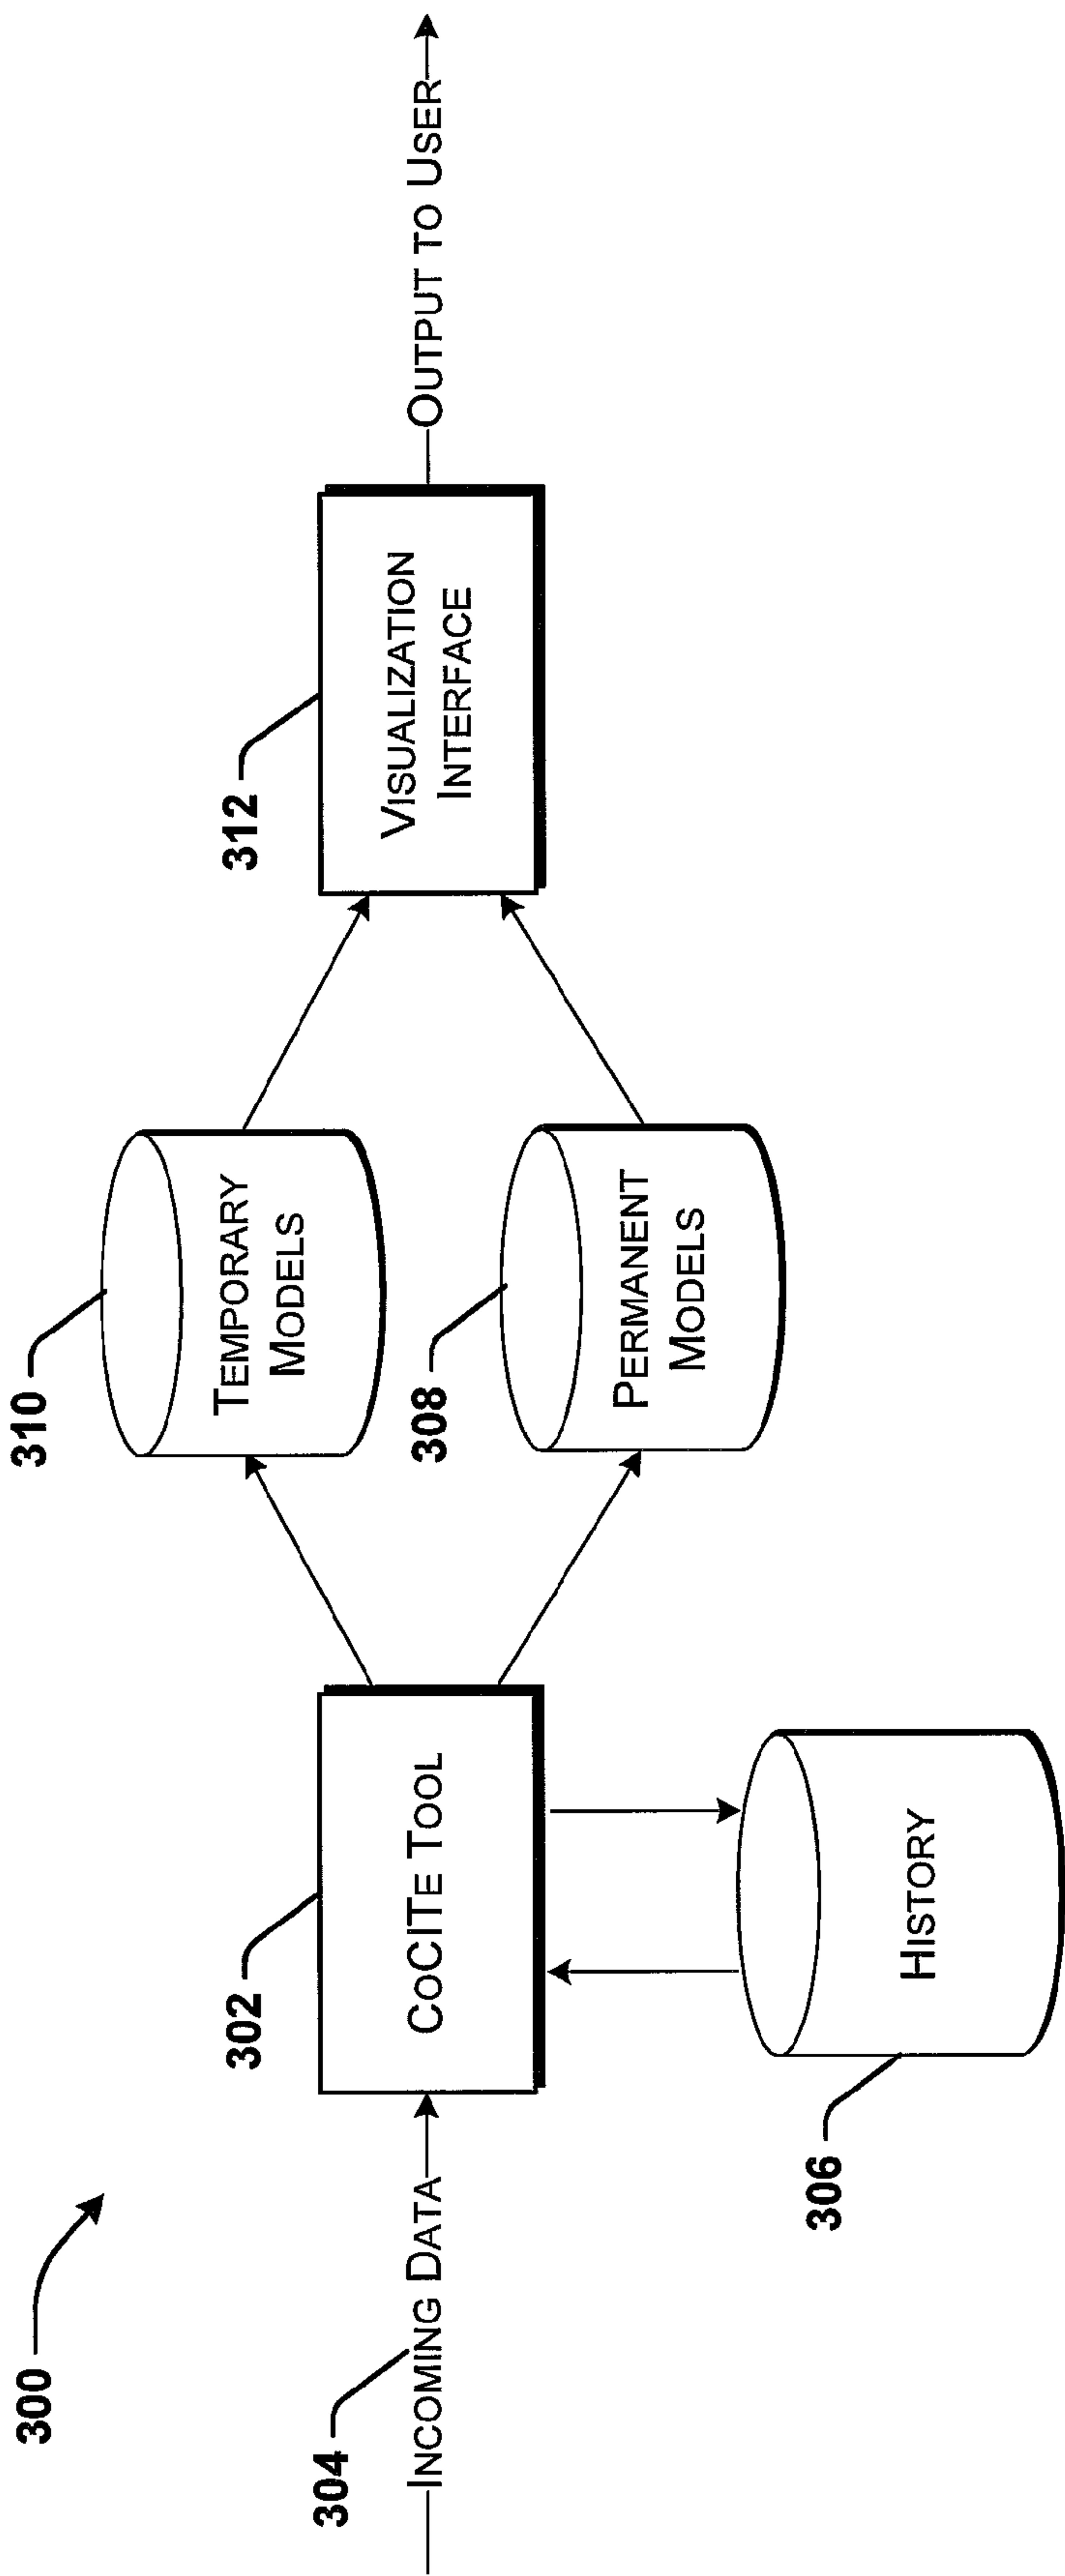 300
310
TEMPORARY
MODELS
312
VISUALIZATION
INTERFACE
302
COCITE TOOL
304
INCOMING DATA
OUTPUT TO USER
308
PERMANENT
MODELS
306
HISTORY